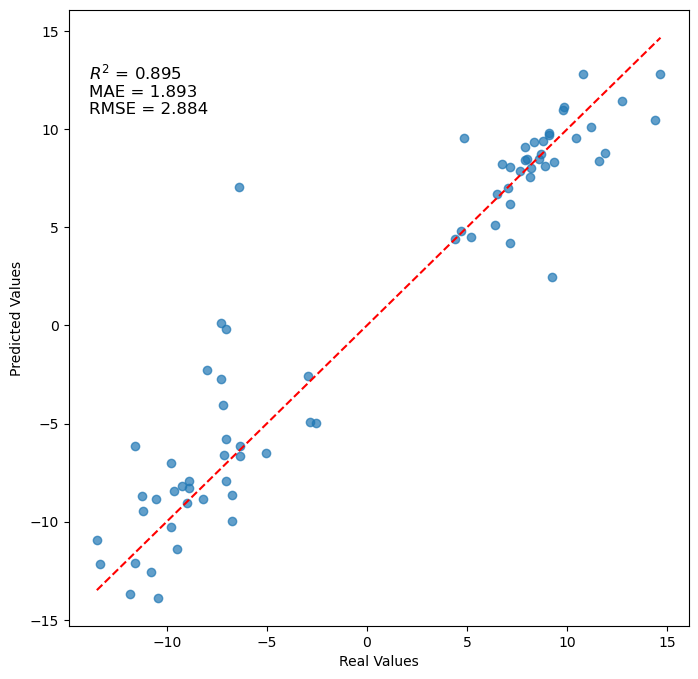 R² = 0.895
MAE = 1.893
RMSE = 2.884
15
10
5
0
−5
−10
−15
Predicted Values
−10 −5 0 5 10 15
Real Values